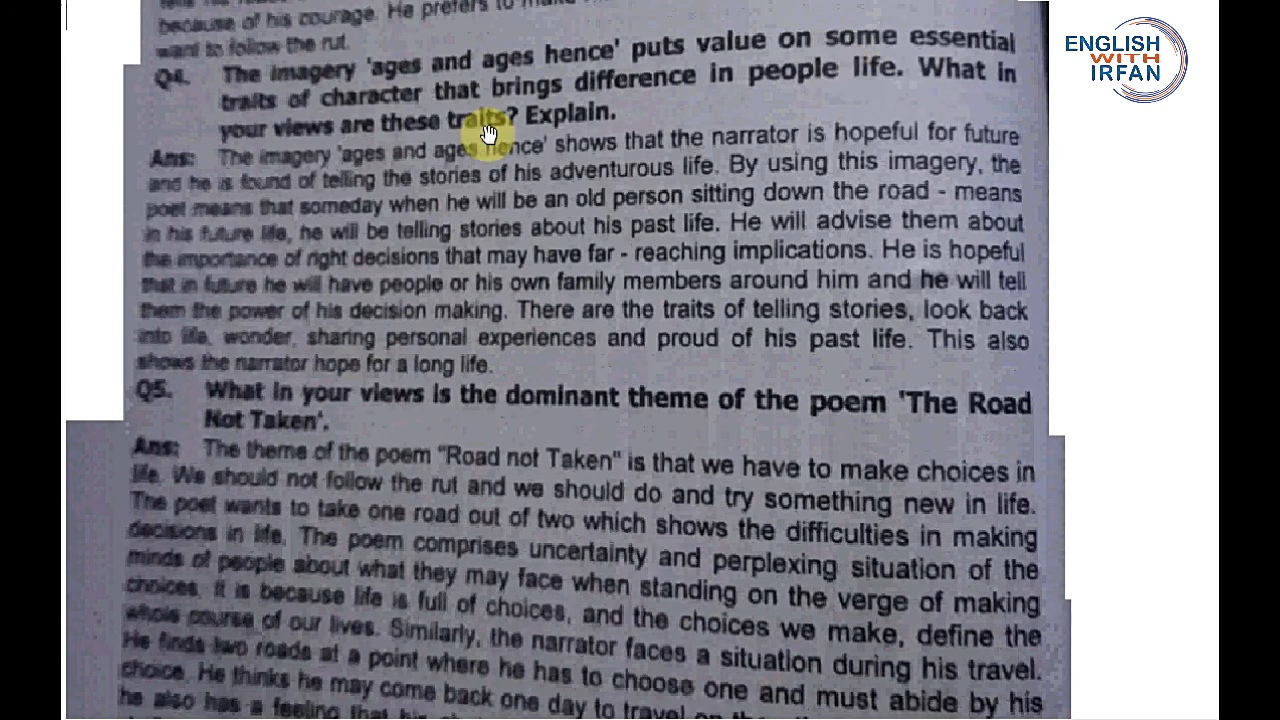 because of his courage. He prefers to make
want to follow the rut.
ENGLISH
WITH
IRFAN
Q4. The imagery 'ages and ages hence' puts value on some essential
traits of character that brings difference in people life. What in
your views are these traits? Explain.
Ans: The imagery 'ages and ages hence' shows that the narrator is hopeful for future
and he is found of telling the stories of his adventurous life. By using this imagery, the
poet means that someday when he will be an old person sitting down the road - means
in his future life, he will be telling stories about his past life. He will advise them about
the importance of right decisions that may have far - reaching implications. He is hopeful
that in future he will have people or his own family members around him and he will tell
them the power of his decision making. There are the traits of telling stories, look back
into life, wonder, sharing personal experiences and proud of his past life. This also
shows the narrator hope for a long life.
Q5. What in your views is the dominant theme of the poem 'The Road
Not Taken'.
Ans: The theme of the poem "Road not Taken" is that we have to make choices in
life. We should not follow the rut and we should do and try something new in life.
The poet wants to take one road out of two which shows the difficulties in making
decisions in life. The poem comprises uncertainty and perplexing situation of the
minds of people about what they may face when standing on the verge of making
choices. It is because life is full of choices, and the choices we make, define the
whole course of our lives. Similarly, the narrator faces a situation during his travel.
He finds two roads at a point where he has to choose one and must abide by his
choice. He thinks he may come back one day to travel on the
he also has a feeling that his